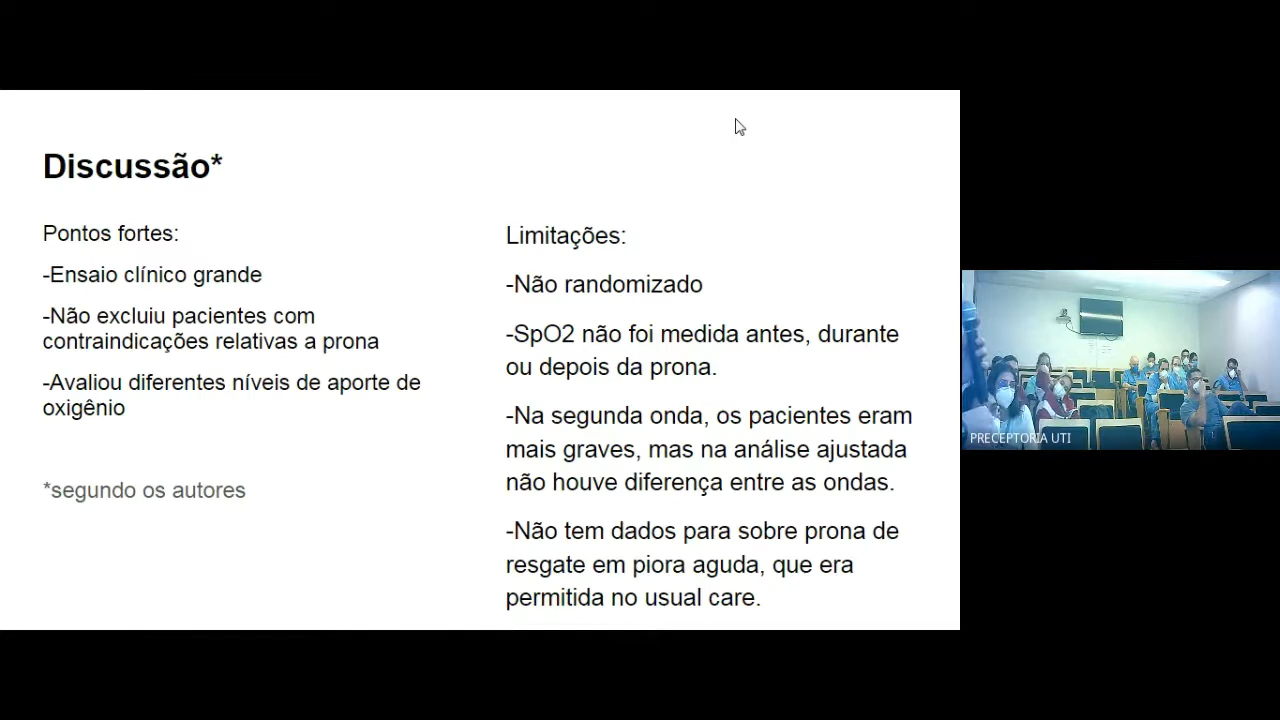 Discussão*
Pontos fortes:
-Ensaio clínico grande
-Não excluiu pacientes com
contraindicações relativas a prona
-Avaliou diferentes níveis de aporte de
oxigênio
*segundo os autores
Limitações:
-Não randomizado
-SpO2 não foi medida antes, durante
ou depois da prona.
-Na segunda onda, os pacientes eram
mais graves, mas na análise ajustada
não houve diferença entre as ondas.
-Não tem dados para sobre prona de
resgate em piora aguda, que era
permitida no usual care.
PRECEPTORIA UTI